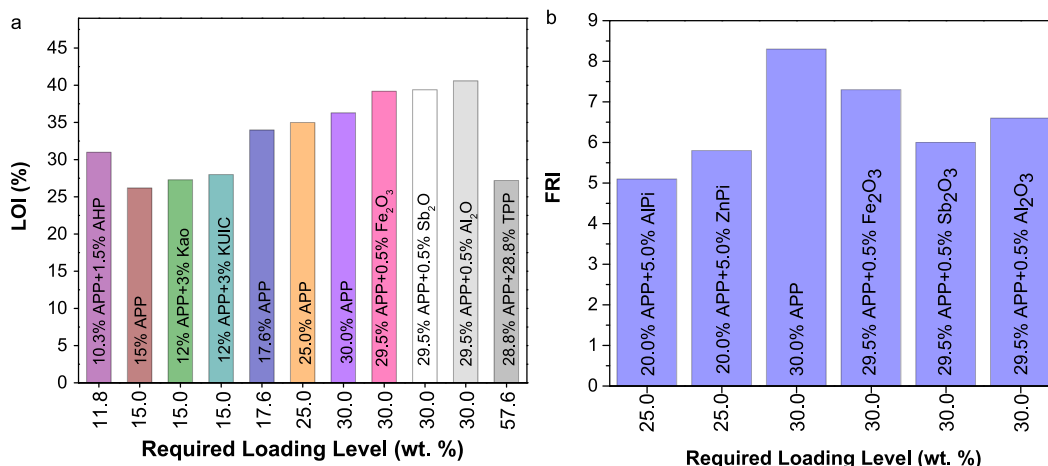 a
LOI (%)
45
40
35
30
25
20
15
10
5
0
10.3% APP+1.5% AHP
15% APP
12% APP+3% Kao
12% APP+3% KUIC
17.6% APP
25.0% APP
30.0% APP
29.5% APP+0.5% Fe₂O₃
29.5% APP+0.5% Sb₂O
29.5% APP+0.5% Al₂O
28.8% APP+28.8% TPP
11.8
15.0
15.0
15.0
17.6
25.0
30.0
30.0
30.0
30.0
57.6
Required Loading Level (wt. %)
b
FRI
9
8
7
6
5
4
3
2
1
0
20.0% APP+5.0% AlPi
20.0% APP+5.0% ZnPi
30.0% APP
29.5% APP+0.5% Fe₂O₃
29.5% APP+0.5% Sb₂O₃
29.5% APP+0.5% Al₂O₃
25.0
25.0
30.0
30.0
30.0
30.0
Required Loading Level (wt. %)